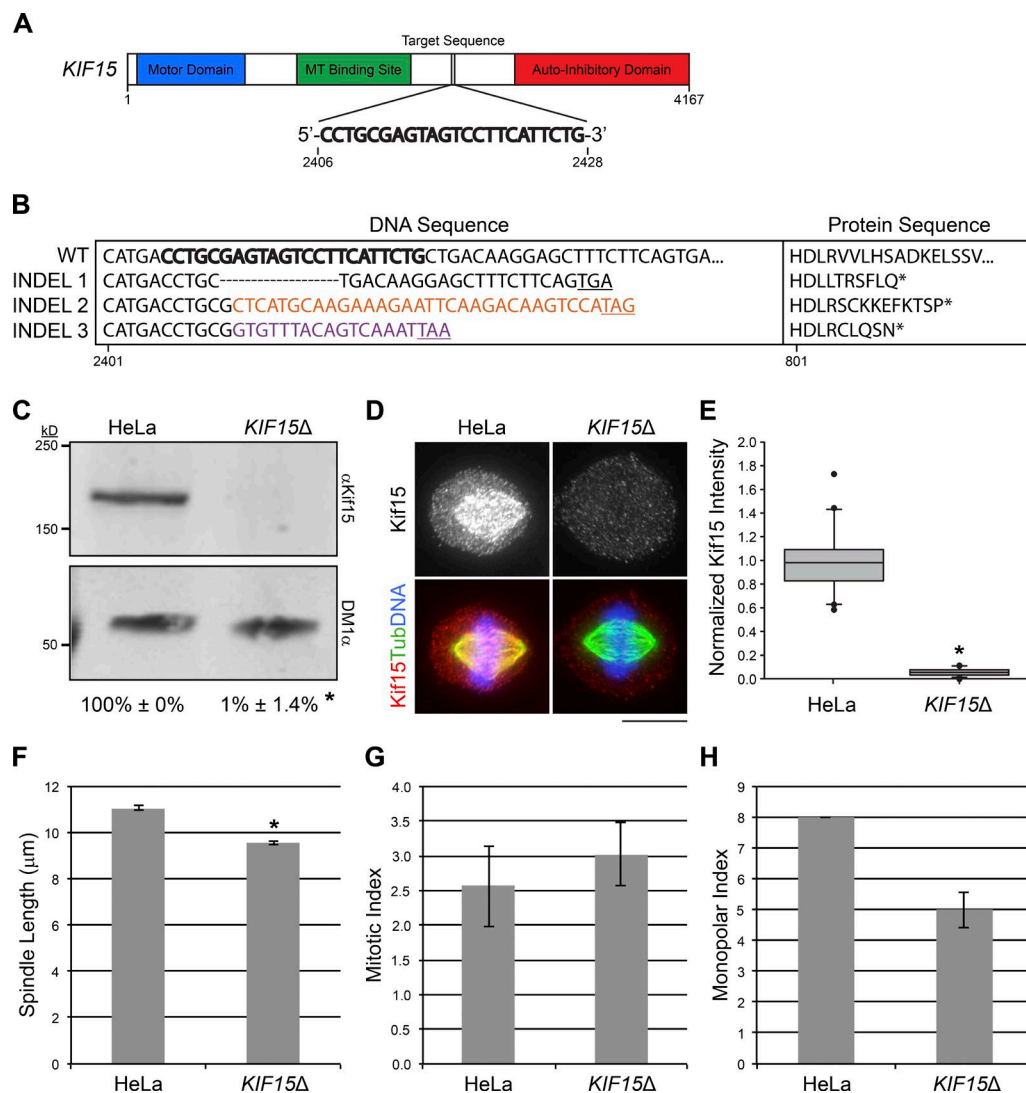 A
Target Sequence
KIF15
Motor Domain
MT Binding Site
Auto-Inhibitory Domain
1
4167
5'-CCTGCGAGTAGTCCTTCATTCTG-3'
2406
2428
B
DNA Sequence
Protein Sequence
WT CATGACCTGCGAGTAGTCCTTCATTCTGCTGACAAGGAGCTTTCTTCAGTGA... HDLRVVLHSADKELSSV...
INDEL 1 CATGACCTGC------------------TGACAAGGAGCTTTCTTCAGTGA HDLLTRSFLQ*
INDEL 2 CATGACCTGCGCTCATGCAAGAAAGAATTCAAGACAAGTCCATAG HDLRSCKKEFKTSP*
INDEL 3 CATGACCTGCGGTGTTTACAGTCAAATTAA HDLRCLQSN*
2401
801
C
kD
HeLa
KIF15Δ
250
150
αKif15
50
DM1α
100% ± 0%
1% ± 1.4% *
D
HeLa
KIF15Δ
Kif15
Kif15TubDNA
E
Normalized Kif15 Intensity
2.0
1.8
1.6
1.4
1.2
1.0
0.8
0.6
0.4
0.2
0.0
*
HeLa
KIF15Δ
F
Spindle Length (μm)
12
10
8
6
4
2
0
*
HeLa
KIF15Δ
G
Mitotic Index
4.0
3.5
3.0
2.5
2.0
1.5
1.0
0.5
0.0
HeLa
KIF15Δ
H
Monopolar Index
9
8
7
6
5
4
3
2
1
0
HeLa
KIF15Δ